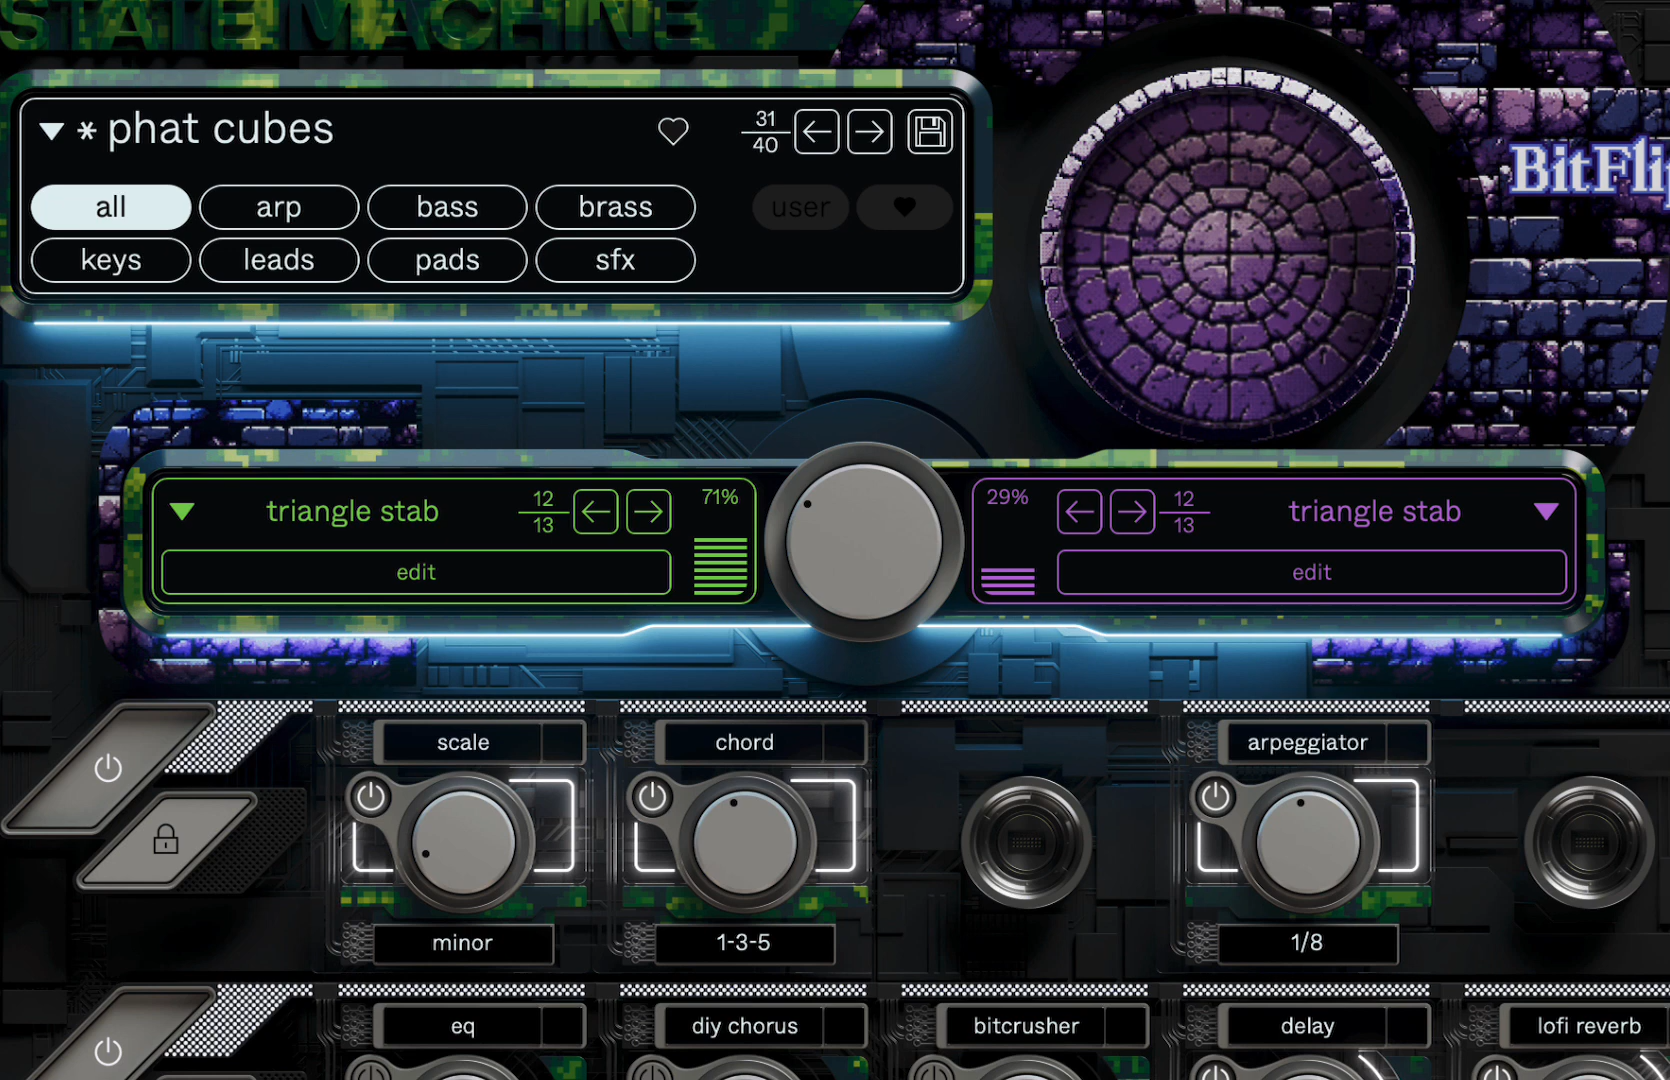 STATE MACHINE
* phat cubes
31
40
all
arp
bass
brass
user
keys
leads
pads
sfx
triangle stab
12
13
71%
edit
29%
12
13
triangle stab
edit
scale
chord
arpeggiator
minor
1-3-5
1/8
eq
diy chorus
bitcrusher
delay
lofi reverb